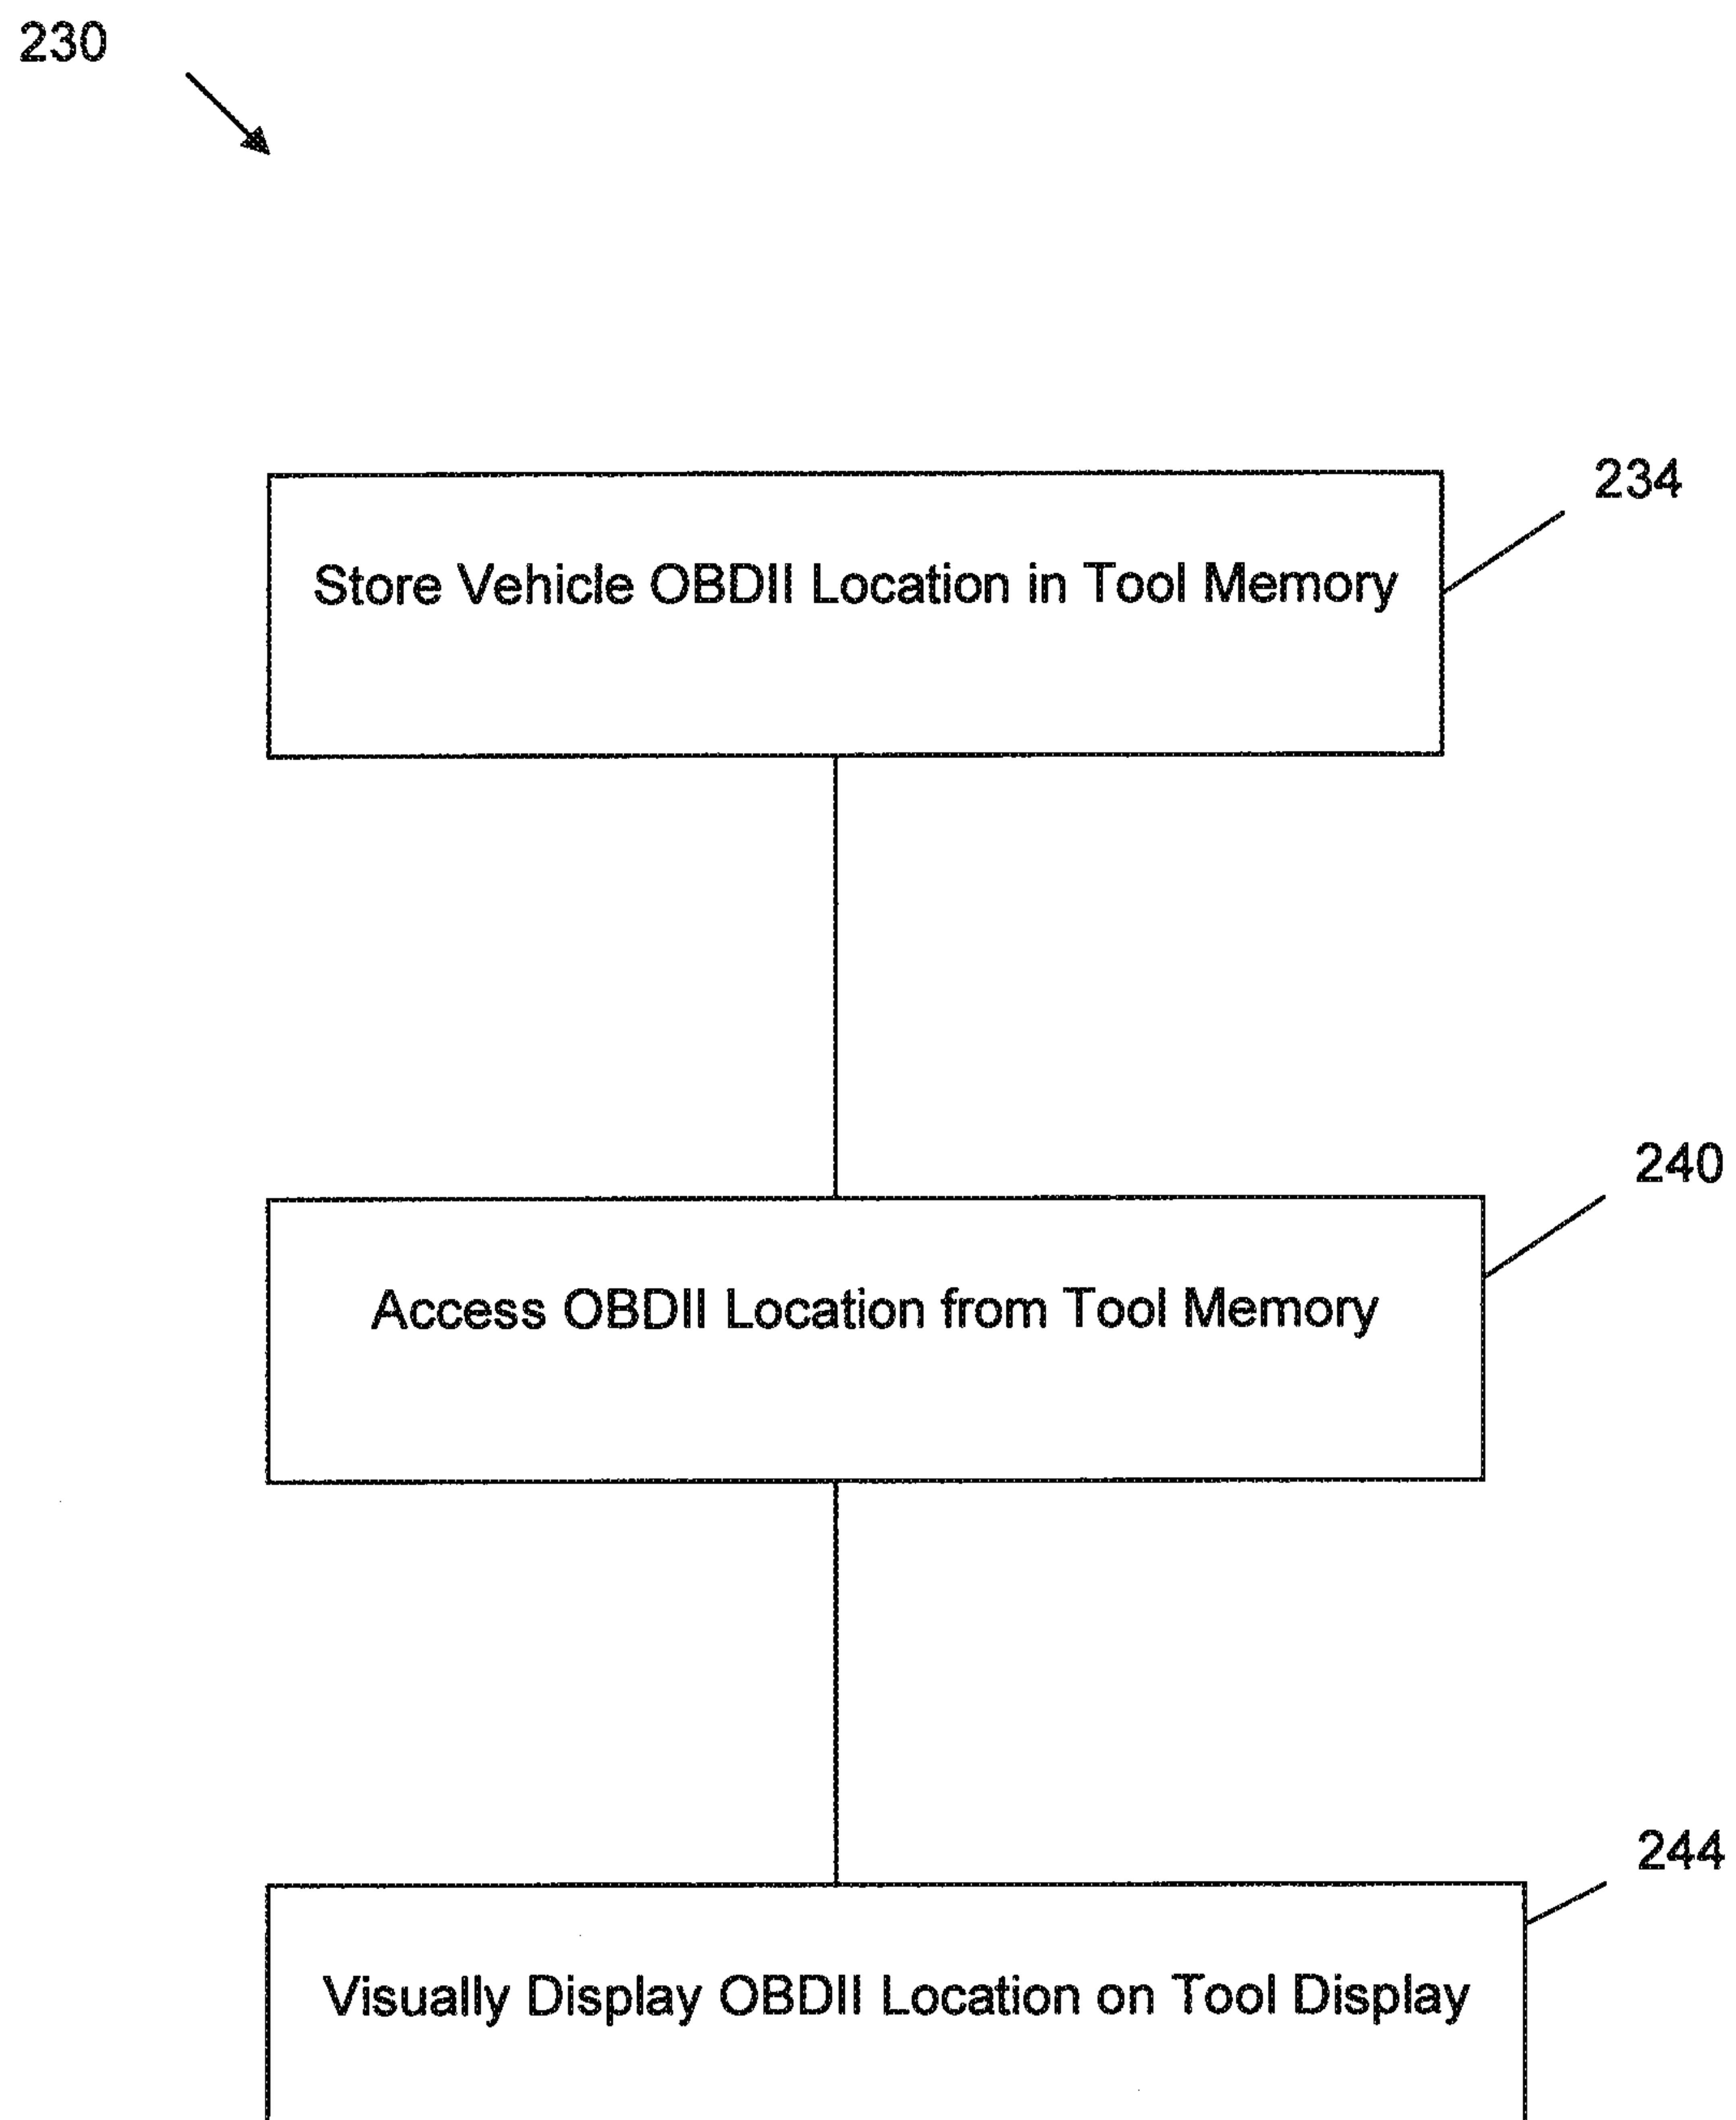 230
234
Store Vehicle OBDII Location in Tool Memory
240
Access OBDII Location from Tool Memory
244
Visually Display OBDII Location on Tool Display